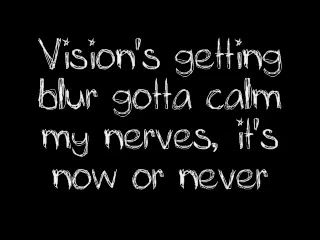 Vision's getting
blur gotta calm
my nerves, it's
now or never